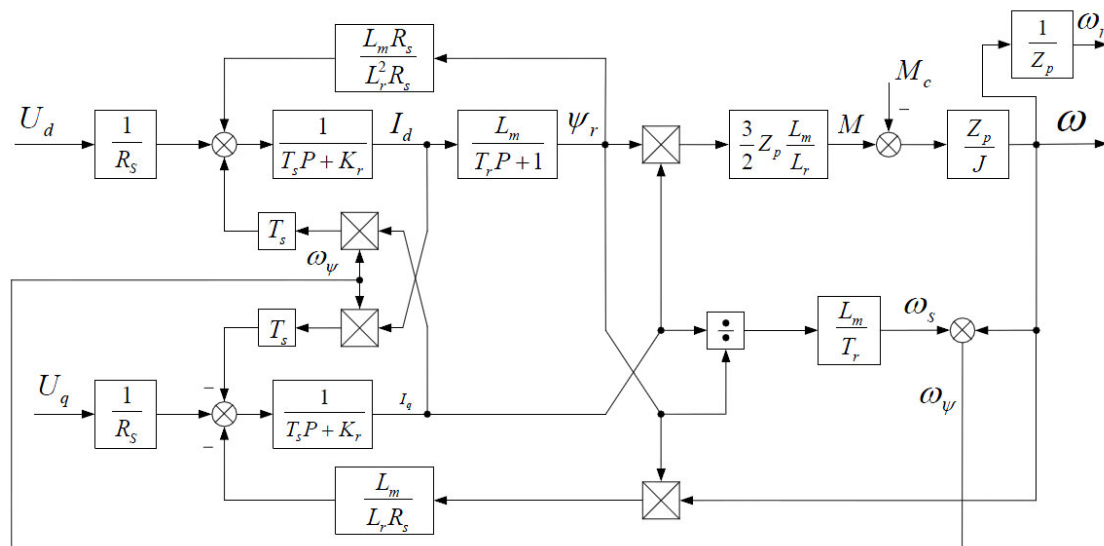 L_m R_s / L_r^2 R_s
1 / Z_p
ω_r
M_c
U_d
1 / R_S
1 / T_s P + K_r
I_d
L_m / T_r P + 1
ψ_r
3/2 Z_p L_m / L_r
M
−
Z_p / J
ω
T_s
ω_ψ
T_s
÷
L_m / T_r
ω_s
U_q
1 / R_S
−
−
1 / T_s P + K_r
I_q
ω_ψ
L_m / L_r R_s